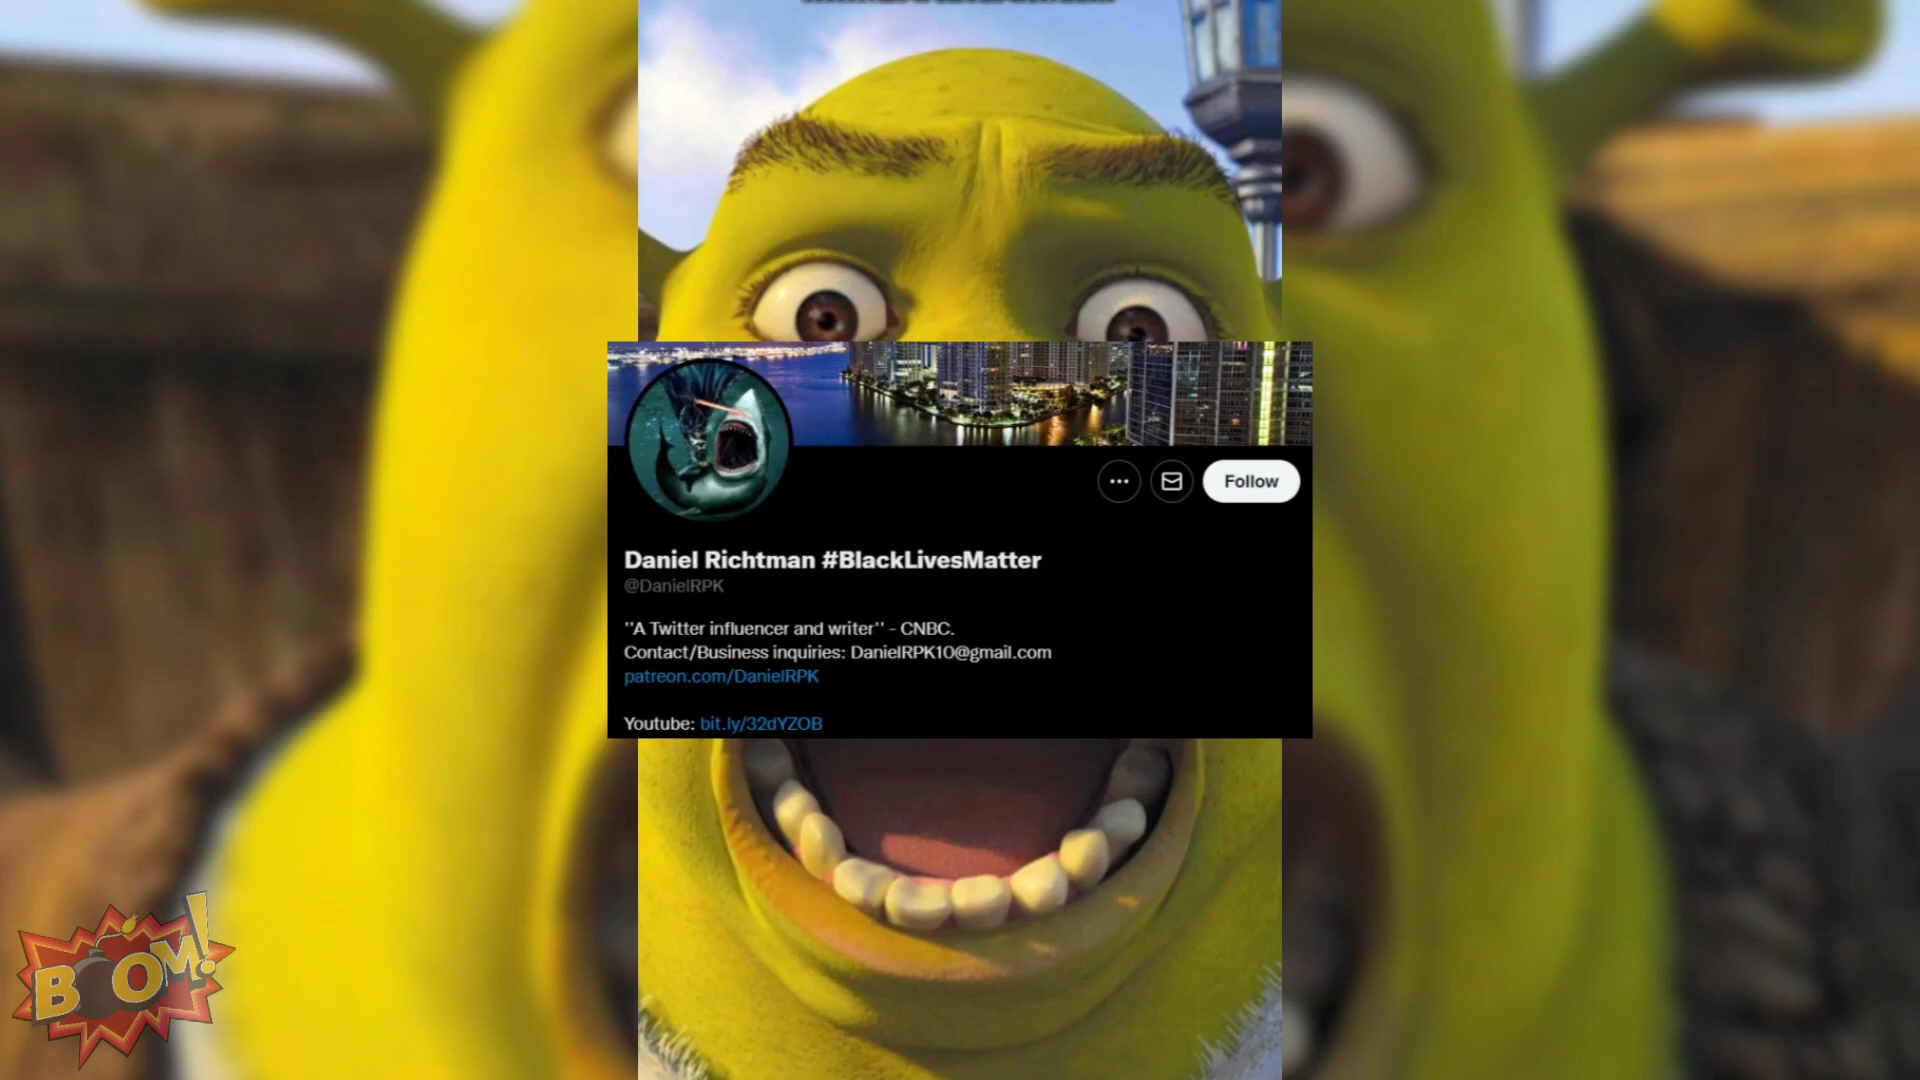 Follow
Daniel Richtman #BlackLivesMatter
@DanielRPK
"A Twitter influencer and writer" - CNBC.
Contact/Business inquiries: DanielRPK10@gmail.com
patreon.com/DanielRPK
Youtube: bit.ly/32dYZOB
BOOM!